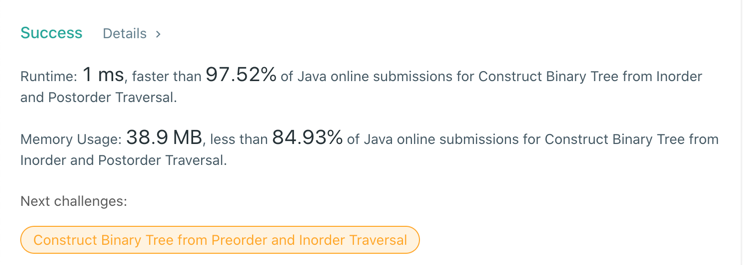 Success Details >
Runtime: 1 ms, faster than 97.52% of Java online submissions for Construct Binary Tree from Inorder
and Postorder Traversal.
Memory Usage: 38.9 MB, less than 84.93% of Java online submissions for Construct Binary Tree from
Inorder and Postorder Traversal.
Next challenges:
Construct Binary Tree from Preorder and Inorder Traversal